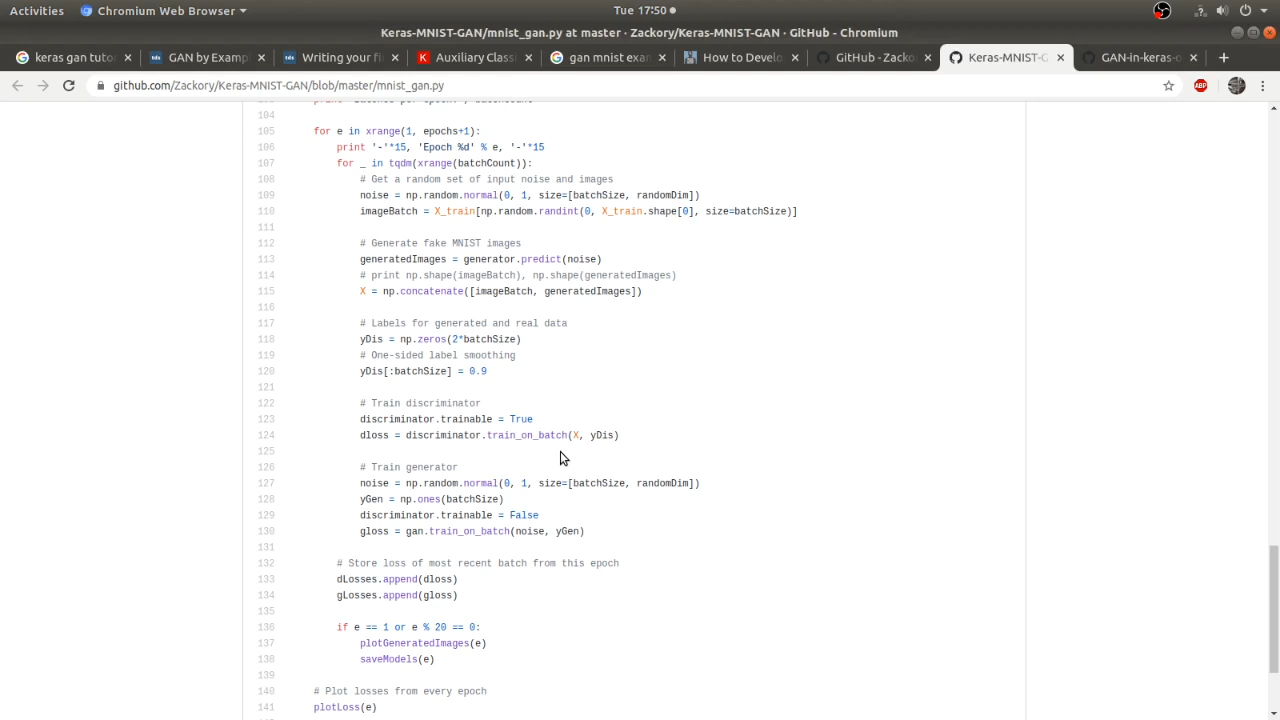 Activities Chromium Web Browser Tue 17:50
Keras-MNIST-GAN/mnist_gan.py at master · Zackory/Keras-MNIST-GAN · GitHub - Chromium
keras gan tutor GAN by Examp Writing your fi Auxiliary Classi gan mnist exan How to Develo GitHub - Zacko Keras-MNIST-G GAN-in-keras-o
github.com/Zackory/Keras-MNIST-GAN/blob/master/mnist_gan.py ABP
104
105 for e in xrange(1, epochs+1):
106 print '-'*15, 'Epoch %d' % e, '-'*15
107 for _ in tqdm(xrange(batchCount)):
108 # Get a random set of input noise and images
109 noise = np.random.normal(0, 1, size=[batchSize, randomDim])
110 imageBatch = X_train[np.random.randint(0, X_train.shape[0], size=batchSize)]
111
112 # Generate fake MNIST images
113 generatedImages = generator.predict(noise)
114 # print np.shape(imageBatch), np.shape(generatedImages)
115 X = np.concatenate([imageBatch, generatedImages])
116
117 # Labels for generated and real data
118 yDis = np.zeros(2*batchSize)
119 # One-sided label smoothing
120 yDis[:batchSize] = 0.9
121
122 # Train discriminator
123 discriminator.trainable = True
124 dloss = discriminator.train_on_batch(X, yDis)
125
126 # Train generator
127 noise = np.random.normal(0, 1, size=[batchSize, randomDim])
128 yGen = np.ones(batchSize)
129 discriminator.trainable = False
130 gloss = gan.train_on_batch(noise, yGen)
131
132 # Store loss of most recent batch from this epoch
133 dLosses.append(dloss)
134 gLosses.append(gloss)
135
136 if e == 1 or e % 20 == 0:
137 plotGeneratedImages(e)
138 saveModels(e)
139
140 # Plot losses from every epoch
141 plotLoss(e)